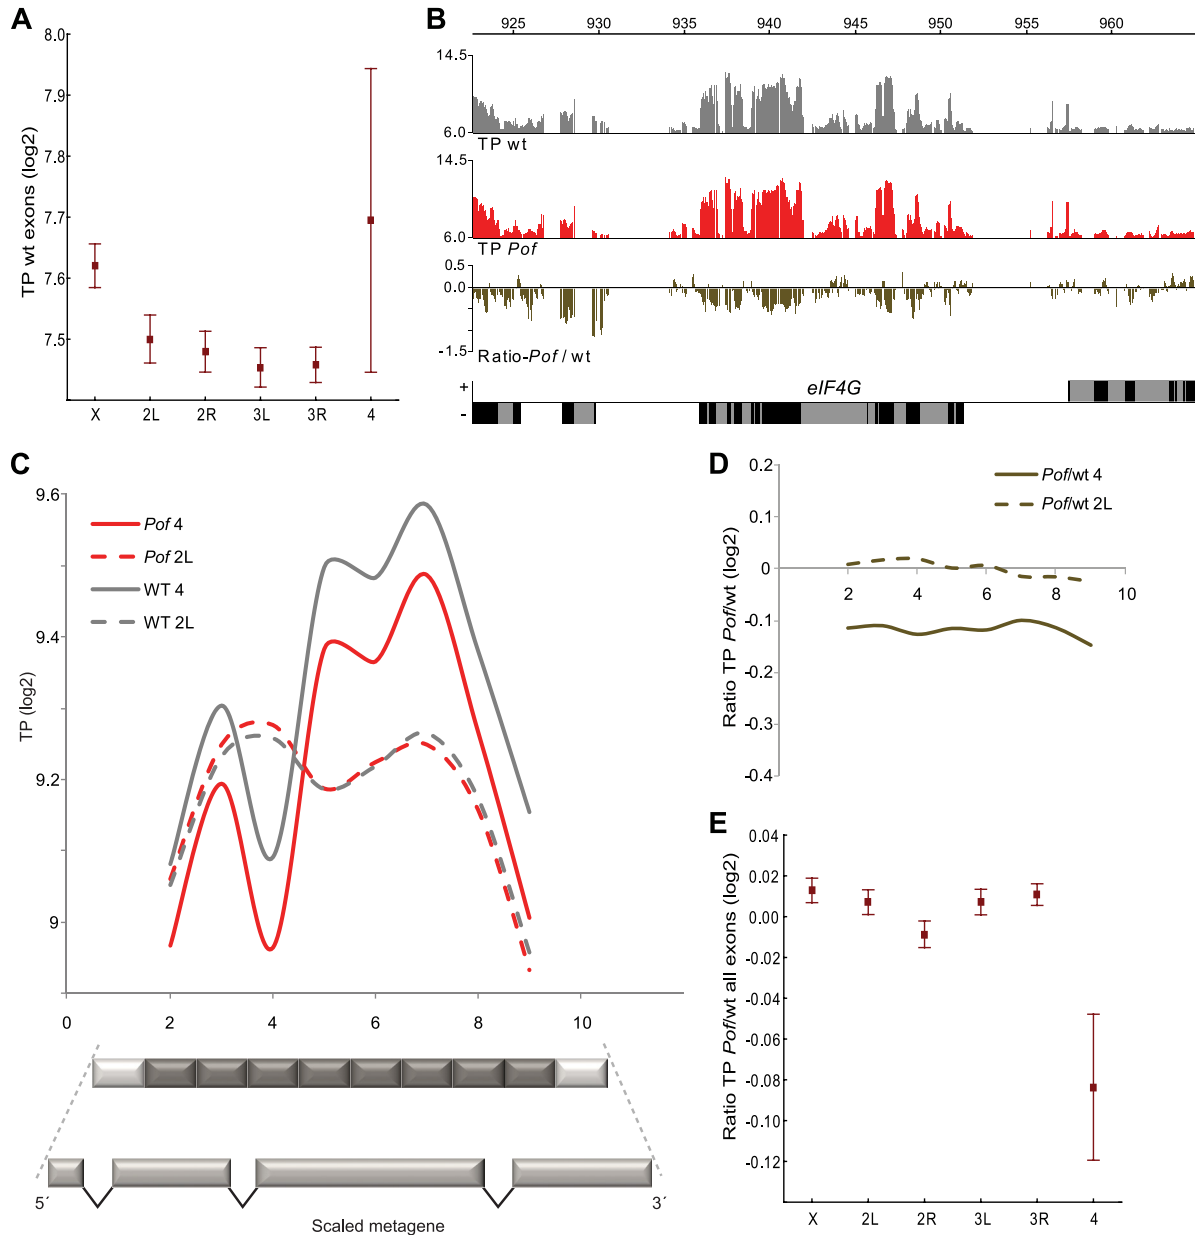 A
TP wt exons (log2)
8.0
7.9
7.8
7.7
7.6
7.5
X 2L 2R 3L 3R 4
B
925 930 935 940 945 950 955 960
14.5
6.0
TP wt
14.5
6.0
TP Pof
0.5
0.0
-1.5
Ratio-Pof / wt
eIF4G
+
-
C
TP (log2)
9.6
9.4
9.2
9
Pof 4
Pof 2L
WT 4
WT 2L
0 2 4 6 8 10
5´ 3´
Scaled metagene
D
Ratio TP Pof/wt (log2)
0.2
0.1
0
-0.1
-0.2
-0.3
-0.4
Pof/wt 4
Pof/wt 2L
2 4 6 8 10
E
Ratio TP Pof/wt all exons (log2)
0.04
0.02
0.00
-0.02
-0.04
-0.06
-0.08
-0.10
-0.12
X 2L 2R 3L 3R 4